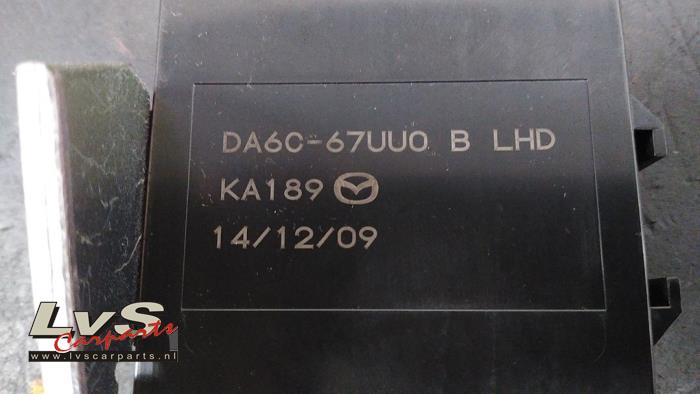 DA6C-67UU0 B LHD
KA189
14/12/09
LvS
Carparts
www.lvscarparts.nl